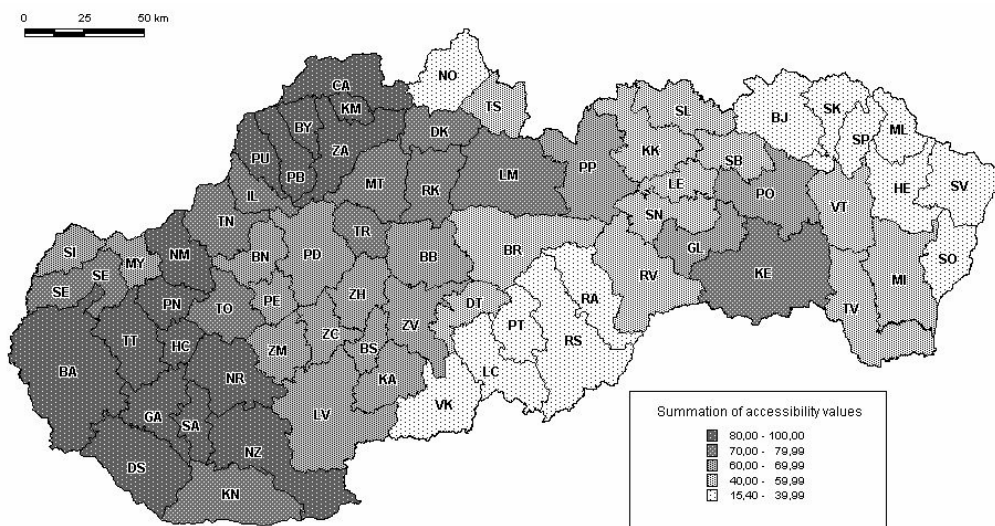 0 25 50 km
NO
CA
KM
TS
BY
DK
SL
BJ
SK
SP
ML
PU
ZA
KK
SB
PB
LM
PP
HE
SV
MT
RK
LE
PO
IL
VT
TN
SN
TR
SI
NM
BN
PD
BB
BR
GL
SO
MY
SE
RV
KE
SE
MI
PN
TO
PE
ZH
DT
RA
TV
TT
HC
ZM
ZC
BS
ZV
PT
RS
BA
NR
KA
LC
VK
GA
SA
LV
NZ
DS
KN
Summation of accessibility values
80,00 - 100,00
70,00 - 79,99
60,00 - 69,99
40,00 - 59,99
15,40 - 39,99